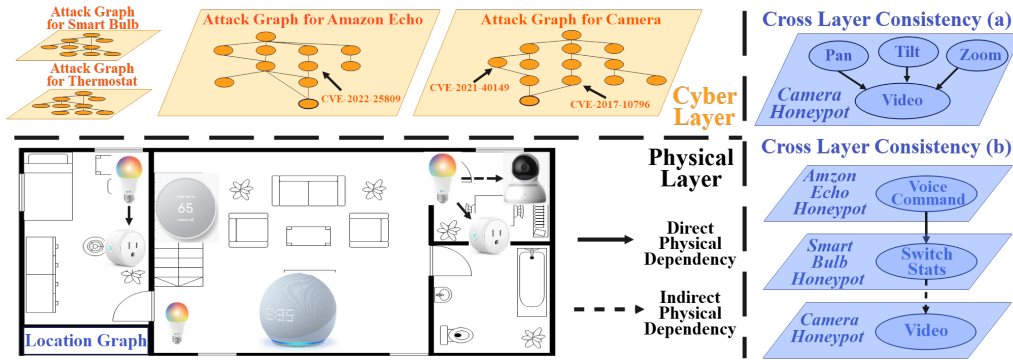 Attack Graph
for Smart Bulb
Attack Graph
for Thermostat
Attack Graph for Amazon Echo
CVE-2022-25809
Attack Graph for Camera
CVE-2021-40149
CVE-2017-10796
Cyber
Layer
Cross Layer Consistency (a)
Pan
Tilt
Zoom
Video
Camera
Honeypot
65
Location Graph
Physical
Layer
Direct
Physical
Dependency
Indirect
Physical
Dependency
Cross Layer Consistency (b)
Amzon
Echo
Honeypot
Voice
Command
Smart
Bulb
Honeypot
Switch
Stats
Camera
Honeypot
Video